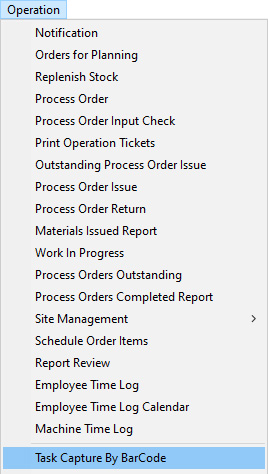 Operation
Notification
Orders for Planning
Replenish Stock
Process Order
Process Order Input Check
Print Operation Tickets
Outstanding Process Order Issue
Process Order Issue
Process Order Return
Materials Issued Report
Work In Progress
Process Orders Outstanding
Process Orders Completed Report
Site Management
Schedule Order Items
Report Review
Employee Time Log
Employee Time Log Calendar
Machine Time Log
Task Capture By BarCode